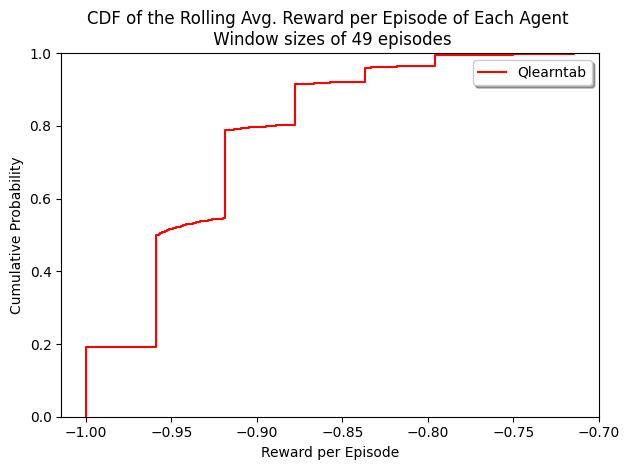 CDF of the Rolling Avg. Reward per Episode of Each Agent
Window sizes of 49 episodes
Qlearntab
Cumulative Probability
1.0
0.8
0.6
0.4
0.2
0.0
−1.00 −0.95 −0.90 −0.85 −0.80 −0.75 −0.70
Reward per Episode